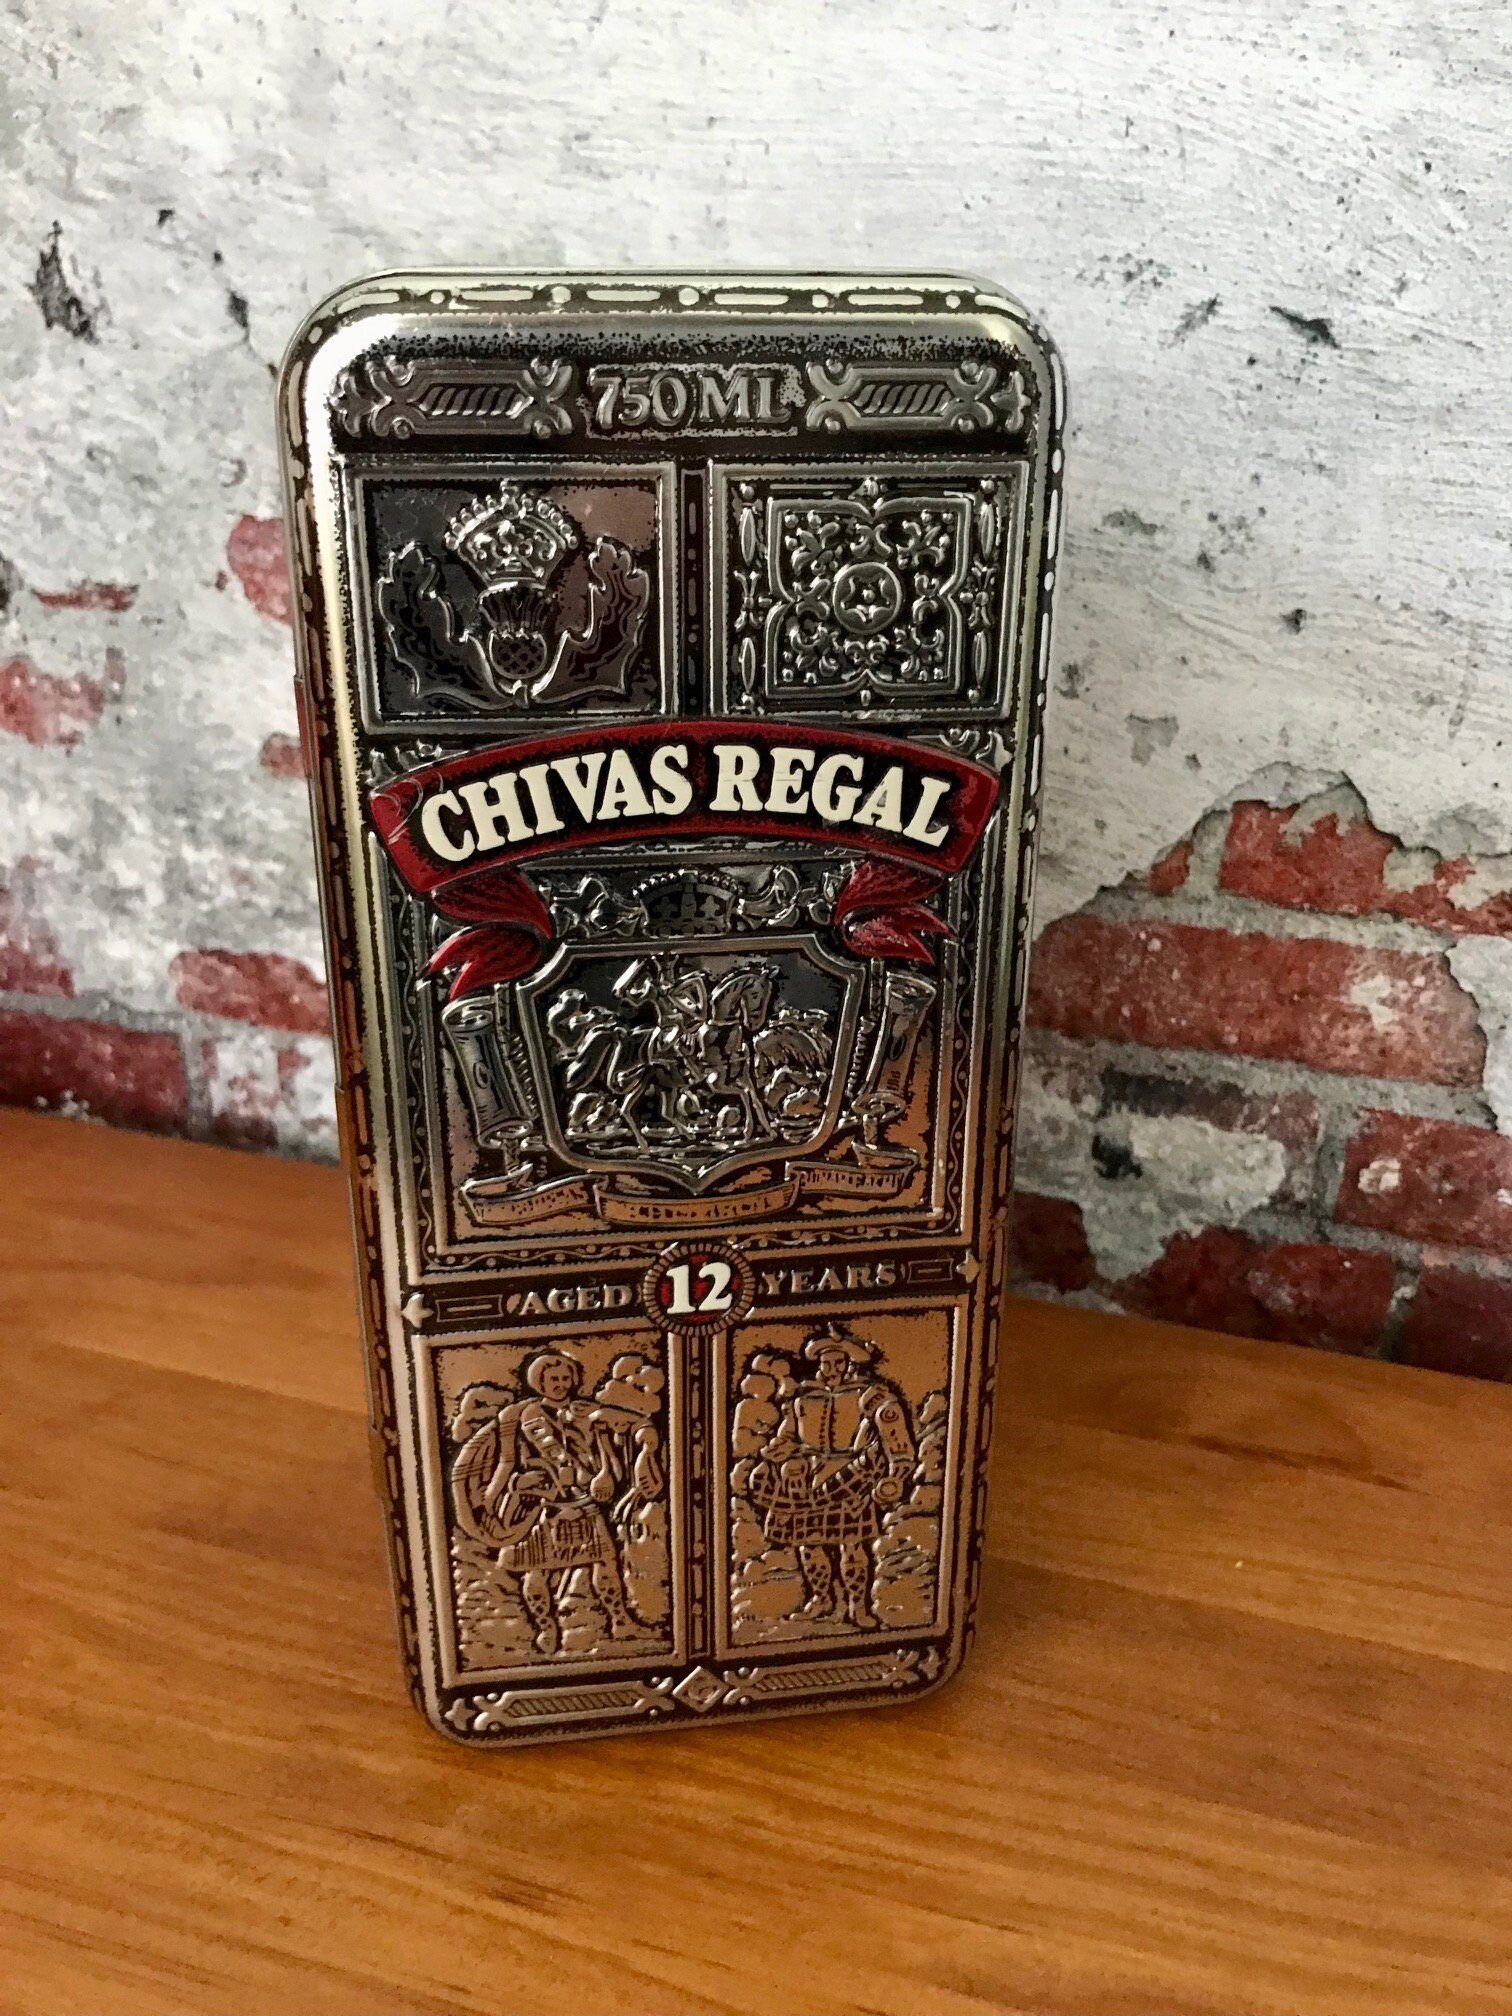 750 ML
CHIVAS REGAL
AGED 12 YEARS